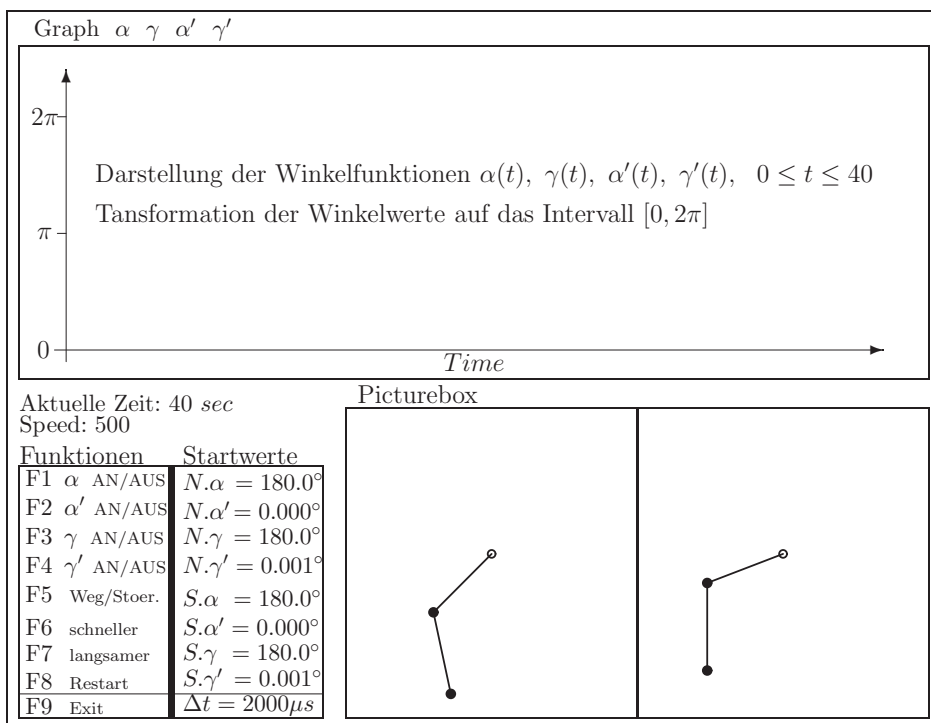 Graph α γ α′ γ′
2π
Darstellung der Winkelfunktionen α(t), γ(t), α′(t), γ′(t), 0 ≤ t ≤ 40
Tansformation der Winkelwerte auf das Intervall [0, 2π]
π
0
Time
Aktuelle Zeit: 40 sec
Speed: 500
Picturebox
Funktionen Startwerte
F1 α AN/AUS N.α = 180.0°
F2 α′ AN/AUS N.α′ = 0.000°
F3 γ AN/AUS N.γ = 180.0°
F4 γ′ AN/AUS N.γ′ = 0.001°
F5 Weg/Stoer. S.α = 180.0°
F6 schneller S.α′ = 0.000°
F7 langsamer S.γ = 180.0°
F8 Restart S.γ′ = 0.001°
F9 Exit Δt = 2000μs